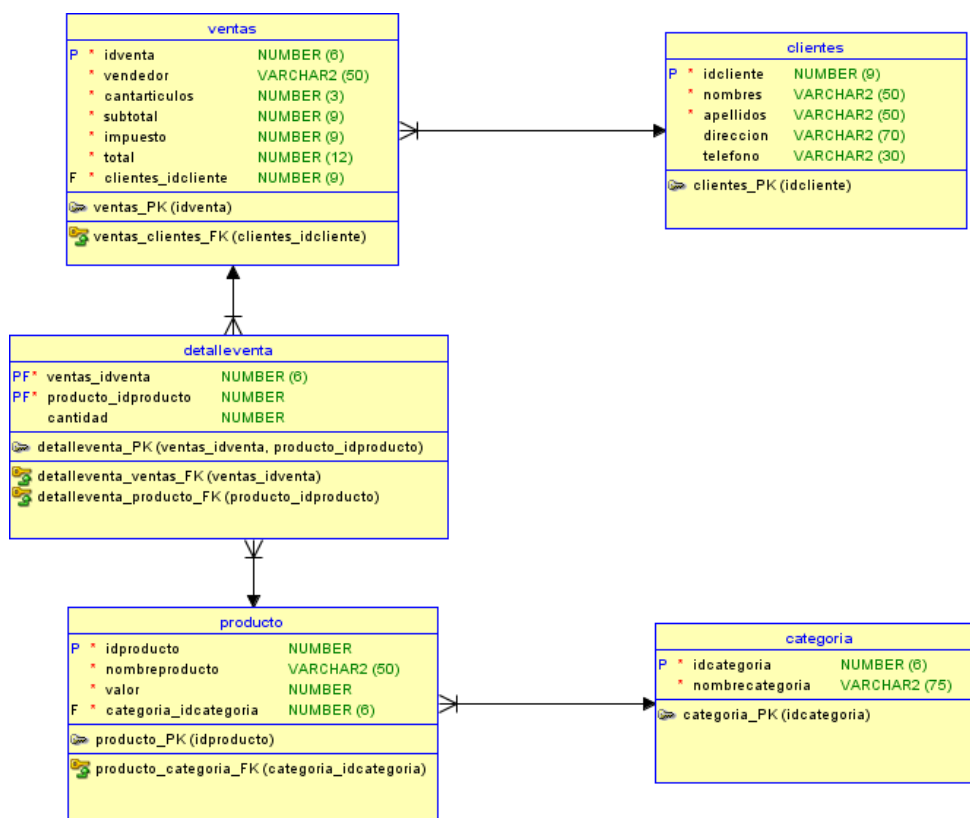 ventas
P * idventa NUMBER (6)
* vendedor VARCHAR2 (50)
* cantarticulos NUMBER (3)
* subtotal NUMBER (9)
* impuesto NUMBER (9)
* total NUMBER (12)
F * clientes_idcliente NUMBER (9)
ventas_PK (idventa)
ventas_clientes_FK (clientes_idcliente)
clientes
P * idcliente NUMBER (9)
* nombres VARCHAR2 (50)
* apellidos VARCHAR2 (50)
direccion VARCHAR2 (70)
telefono VARCHAR2 (30)
clientes_PK (idcliente)
detalleventa
PF* ventas_idventa NUMBER (6)
PF* producto_idproducto NUMBER
cantidad NUMBER
detalleventa_PK (ventas_idventa, producto_idproducto)
detalleventa_ventas_FK (ventas_idventa)
detalleventa_producto_FK (producto_idproducto)
producto
P * idproducto NUMBER
* nombreproducto VARCHAR2 (50)
* valor NUMBER
F * categoria_idcategoria NUMBER (6)
producto_PK (idproducto)
producto_categoria_FK (categoria_idcategoria)
categoria
P * idcategoria NUMBER (6)
* nombrecategoria VARCHAR2 (75)
categoria_PK (idcategoria)